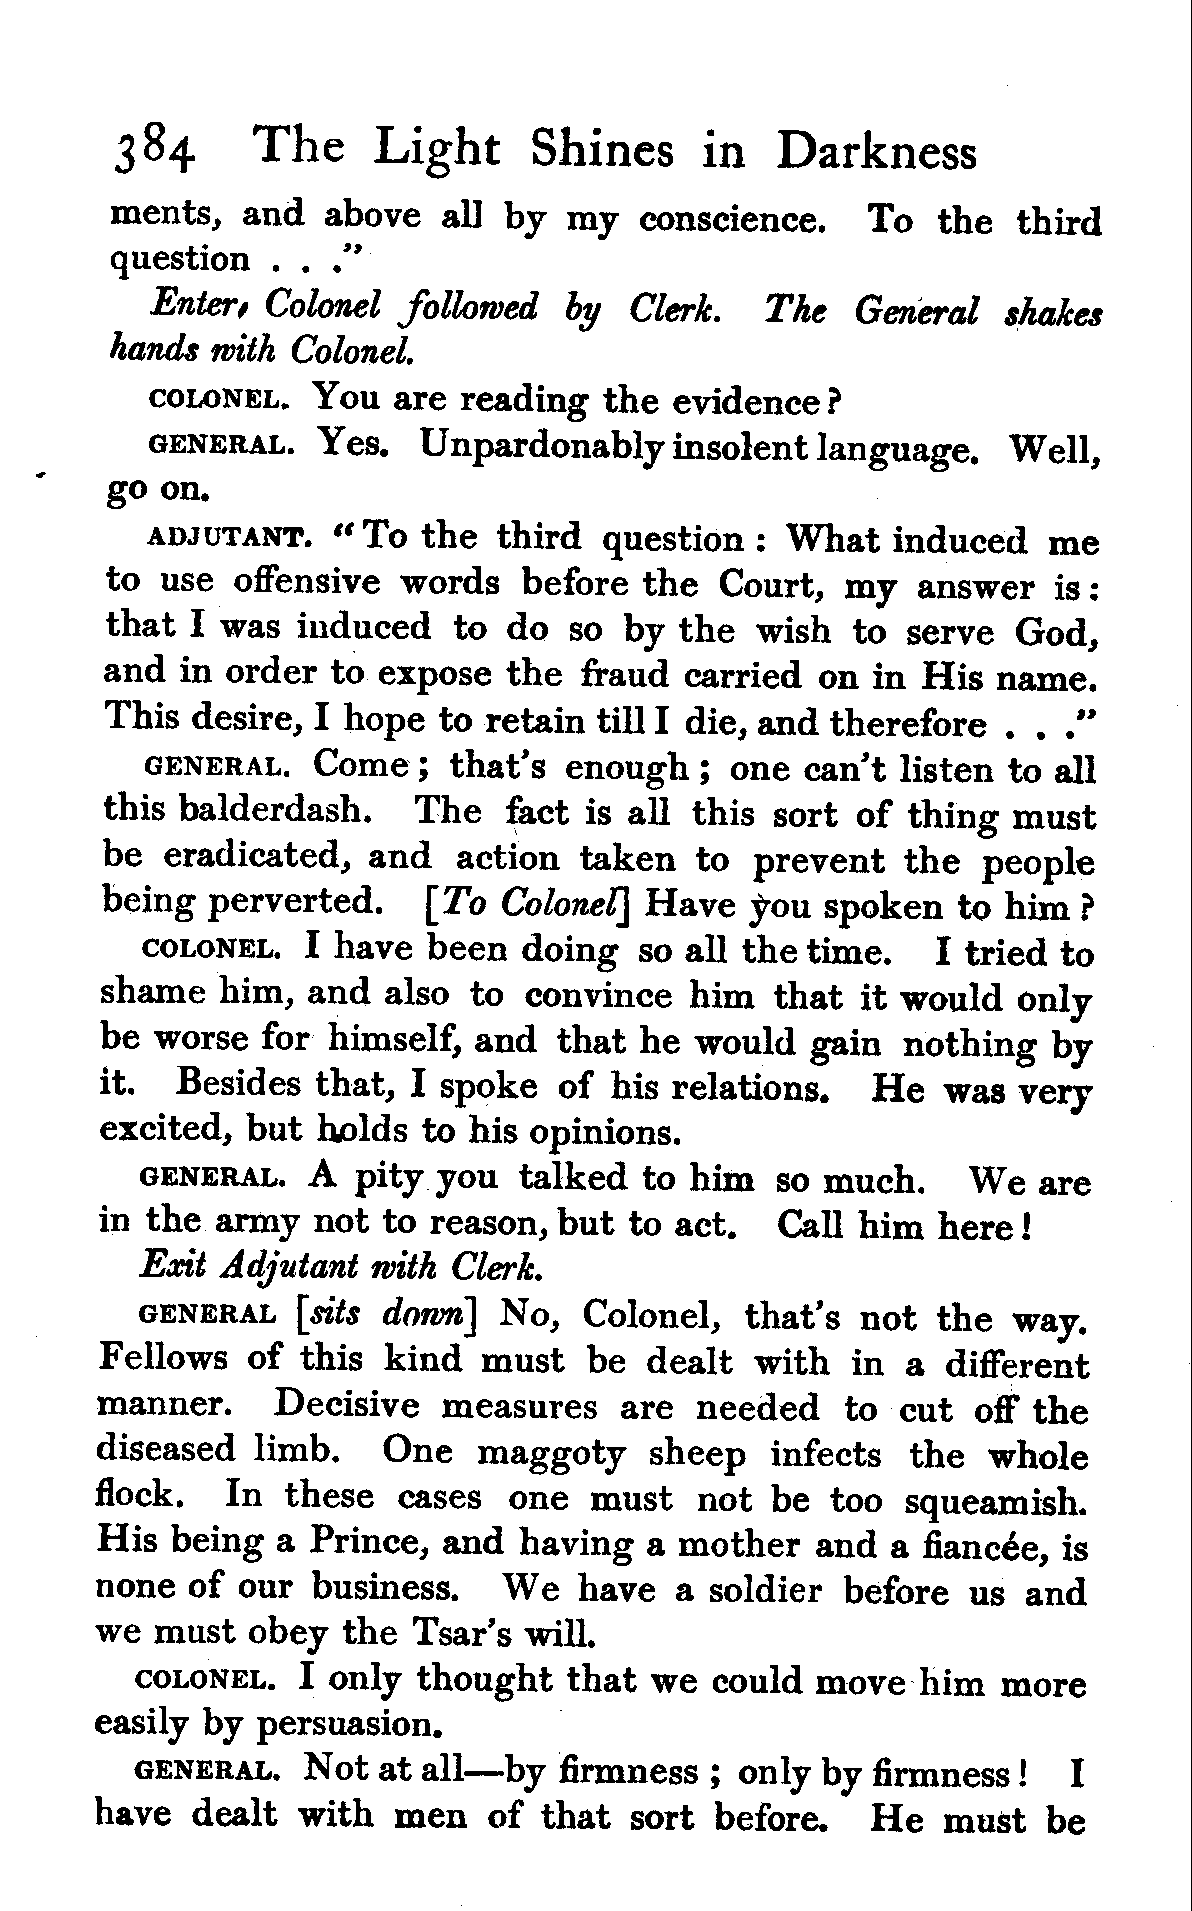 384 The Light Shines in Darkness
ments, and above all by my conscience. To the third
question . . ."
Enter, Colonel followed by Clerk. The General shakes
hands with Colonel.
COLONEL. You are reading the evidence?
GENERAL. Yes. Unpardonably insolent language. Well,
go on.
ADJUTANT. "To the third question: What induced me
to use offensive words before the Court, my answer is:
that I was induced to do so by the wish to serve God,
and in order to expose the fraud carried on in His name.
This desire, I hope to retain till I die, and therefore . . ."
GENERAL. Come; that's enough; one can't listen to all
this balderdash. The fact is all this sort of thing must
be eradicated, and action taken to prevent the people
being perverted. [To Colonel] Have you spoken to him?
COLONEL. I have been doing so all the time. I tried to
shame him, and also to convince him that it would only
be worse for himself, and that he would gain nothing by
it. Besides that, I spoke of his relations. He was very
excited, but holds to his opinions.
GENERAL. A pity you talked to him so much. We are
in the army not to reason, but to act. Call him here!
Exit Adjutant with Clerk.
GENERAL [sits down] No, Colonel, that's not the way.
Fellows of this kind must be dealt with in a different
manner. Decisive measures are needed to cut off the
diseased limb. One maggoty sheep infects the whole
flock. In these cases one must not be too squeamish.
His being a Prince, and having a mother and a fiancée, is
none of our business. We have a soldier before us and
we must obey the Tsar's will.
COLONEL. I only thought that we could move him more
easily by persuasion.
GENERAL. Not at all—by firmness; only by firmness! I
have dealt with men of that sort before. He must be